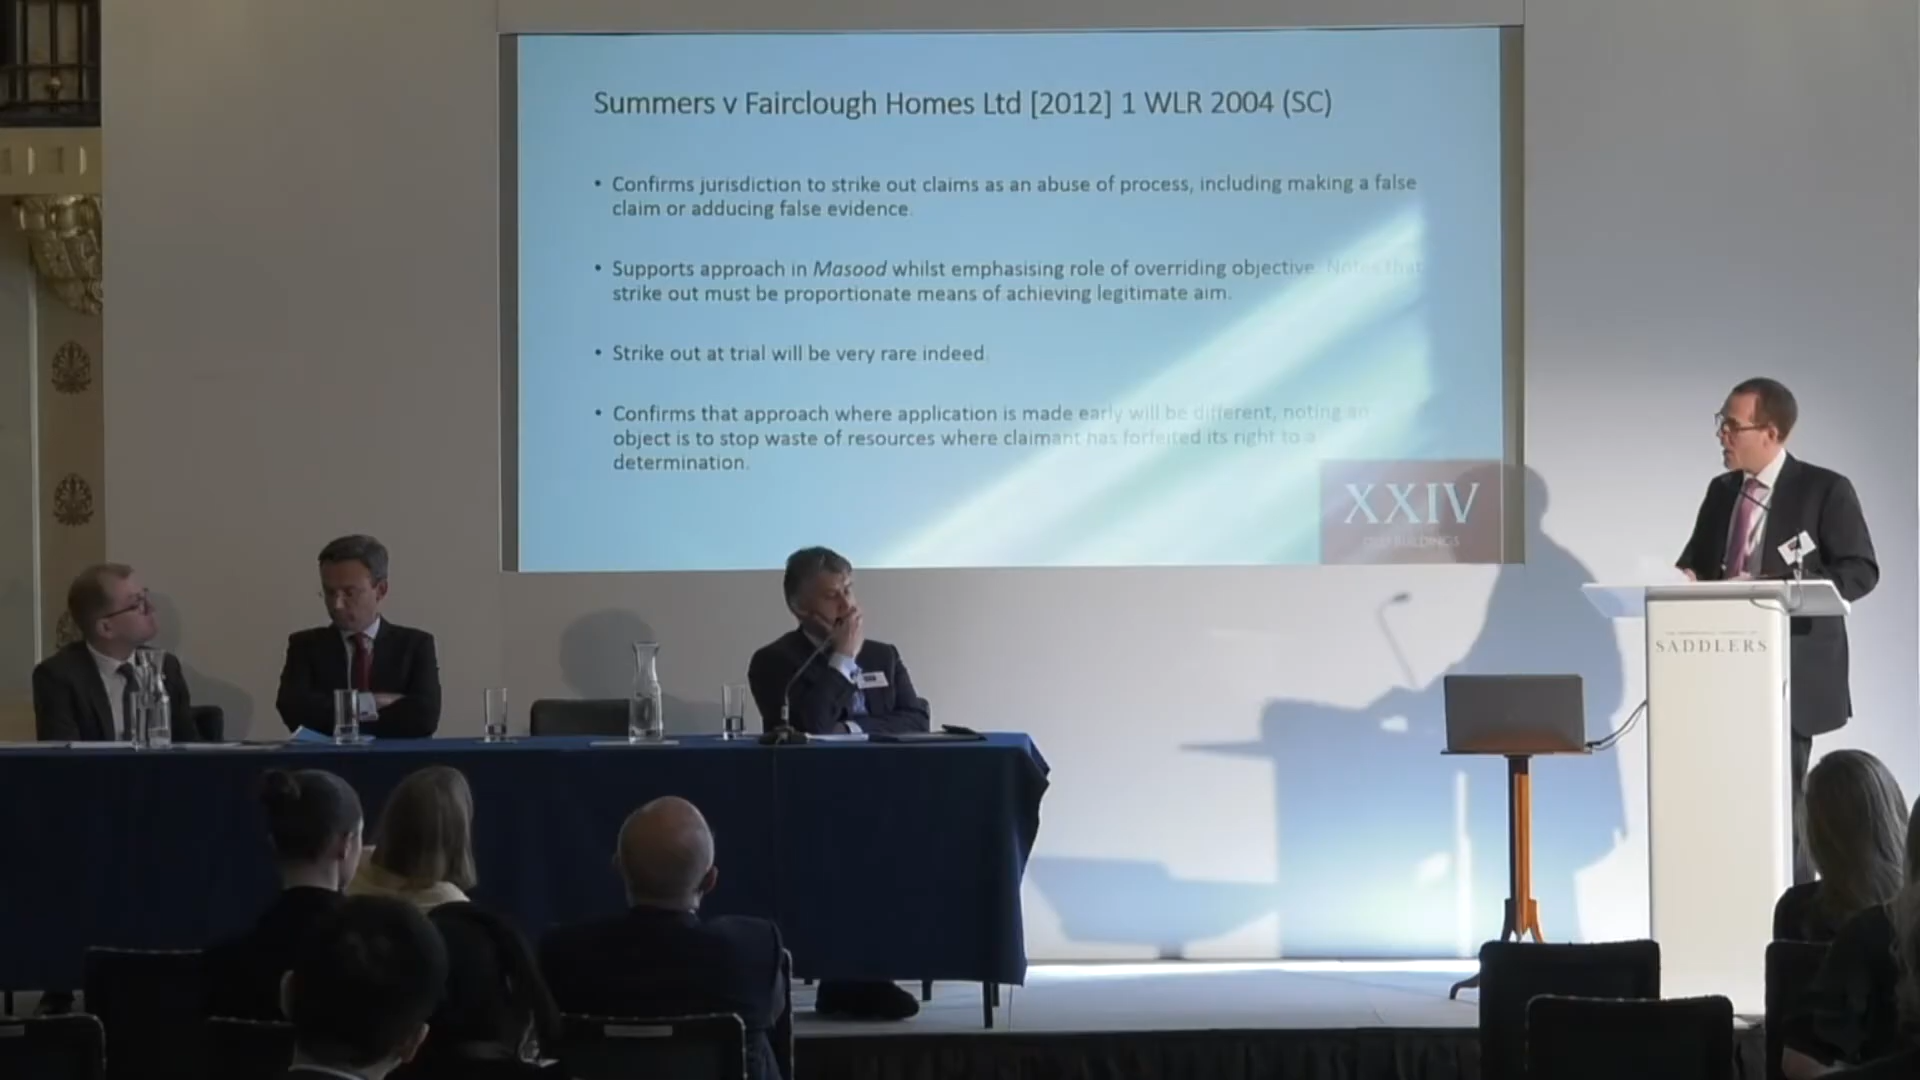 Summers v Fairclough Homes Ltd [2012] 1 WLR 2004 (SC)
• Confirms jurisdiction to strike out claims as an abuse of process, including making a false
claim or adducing false evidence.
• Supports approach in Masood whilst emphasising role of overriding objective. Notes that
strike out must be proportionate means of achieving legitimate aim.
• Strike out at trial will be very rare indeed.
• Confirms that approach where application is made early will be different, noting an
object is to stop waste of resources where claimant has forfeited its right to a
determination.
XXIV
OLD BUILDINGS
SADDLERS